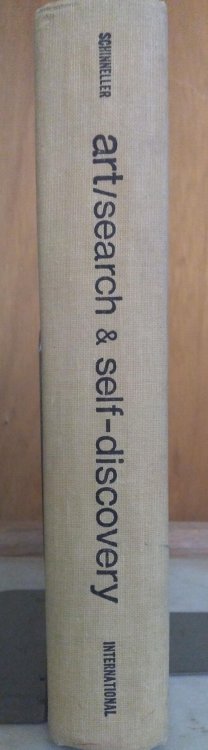 SCHINNELLER
art/search & self-discovery
INTERNATIONAL